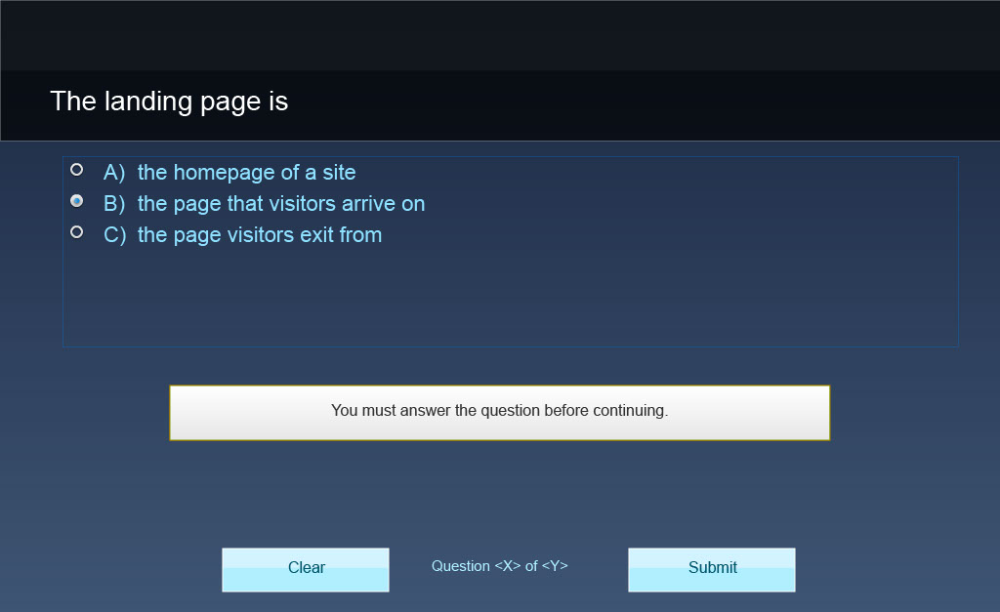 The landing page is
A) the homepage of a site
B) the page that visitors arrive on
C) the page visitors exit from
You must answer the question before continuing.
Clear
Question <X> of <Y>
Submit